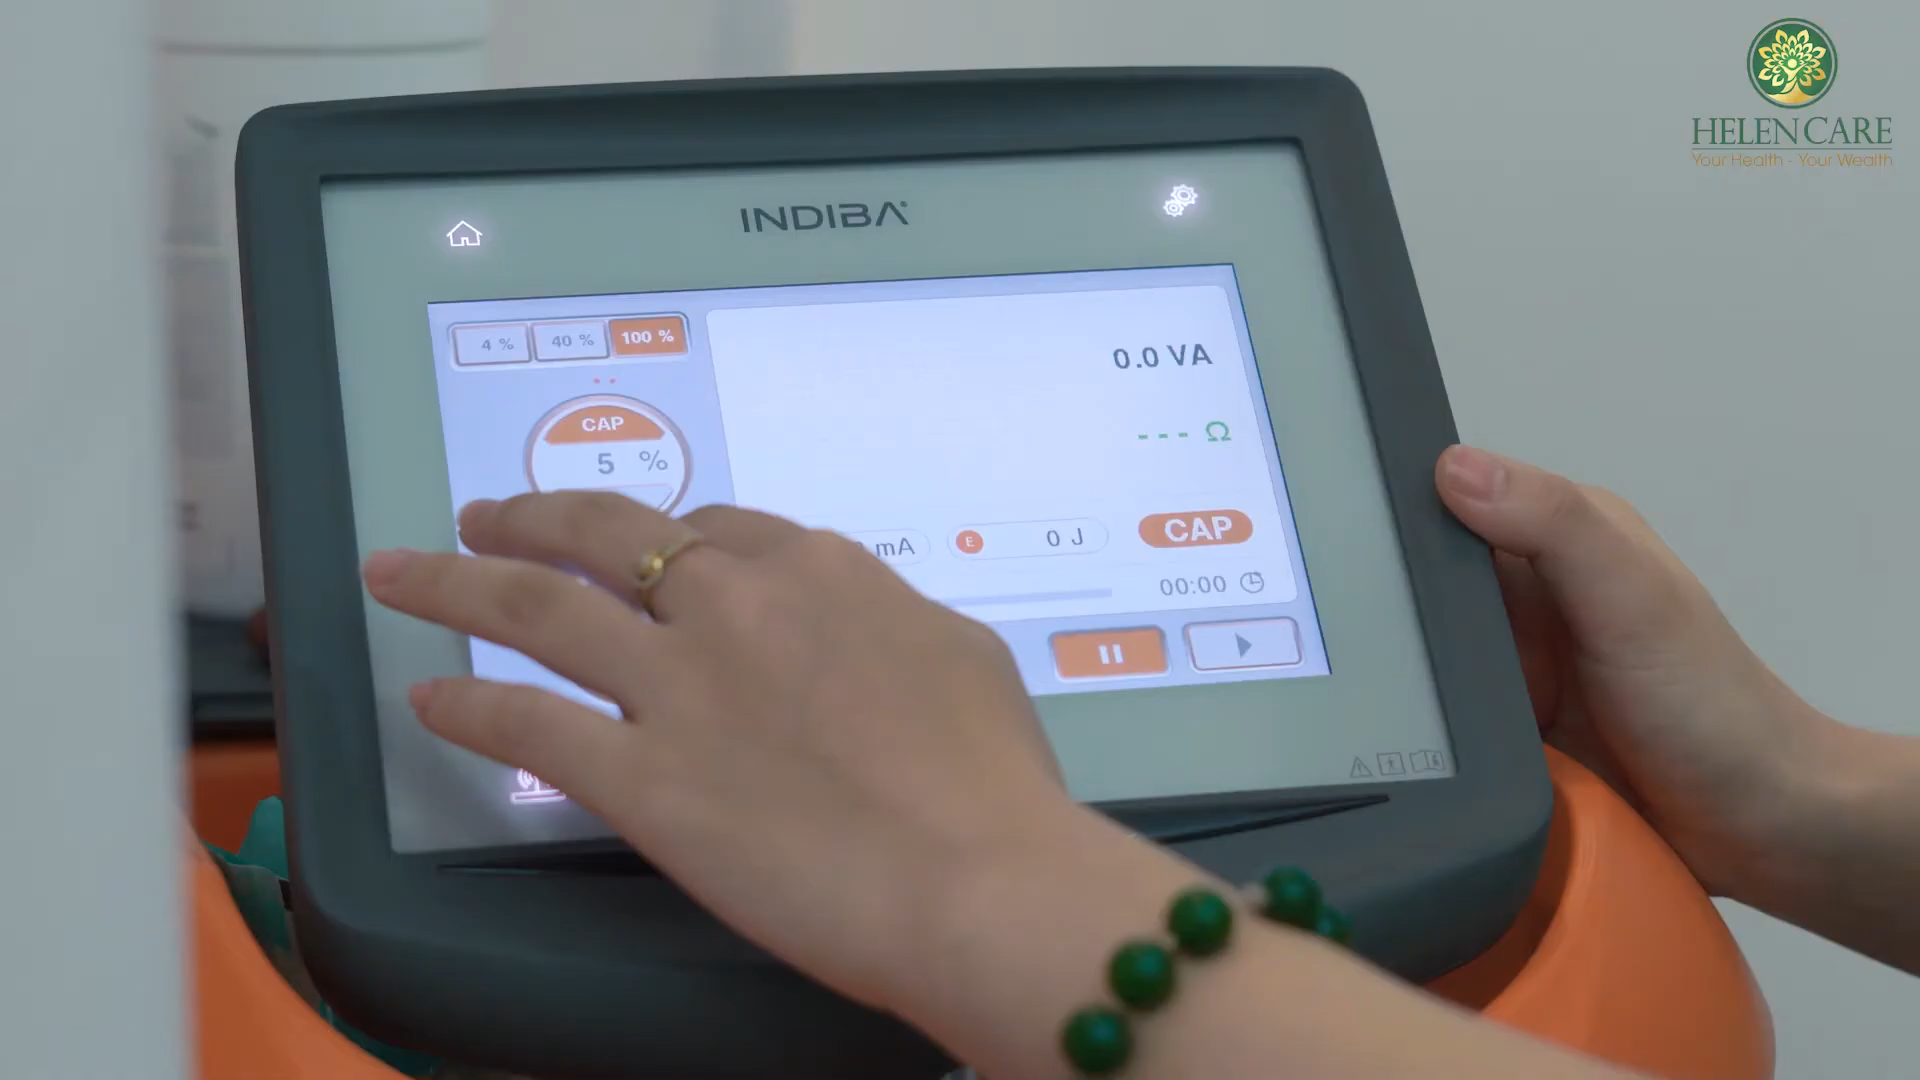 HELEN CARE
Your Health - Your Wealth
INDIBA®
4 %
40 %
100 %
0.0 VA
CAP
5 %
--- Ω
mA
E 0 J
CAP
00:00